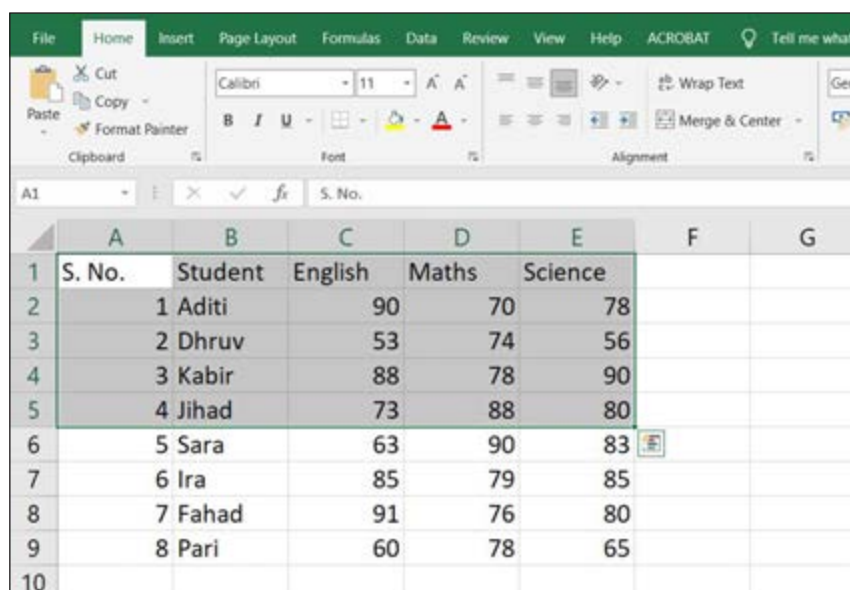 File Home Insert Page Layout Formulas Data Review View Help ACROBAT Tell me what
Cut
Copy
Format Painter
Paste
Clipboard
Calibri 11 A A
B I U A
Font
Wrap Text
Merge & Center
Alignment
Ge
A1 fx S. No.
A B C D E F G
1 S. No. Student English Maths Science
2 1 Aditi 90 70 78
3 2 Dhruv 53 74 56
4 3 Kabir 88 78 90
5 4 Jihad 73 88 80
6 5 Sara 63 90 83
7 6 Ira 85 79 85
8 7 Fahad 91 76 80
9 8 Pari 60 78 65
10